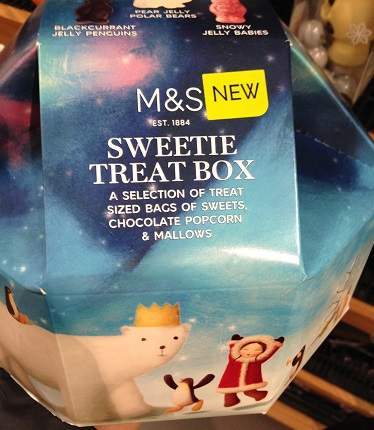 BLACKCURRANT
JELLY PENGUINS
PEAR JELLY
POLAR BEARS
SNOWY
JELLY BABIES
M&S
NEW
EST. 1884
SWEETIE
TREAT BOX
A SELECTION OF TREAT
SIZED BAGS OF SWEETS,
CHOCOLATE POPCORN
& MALLOWS